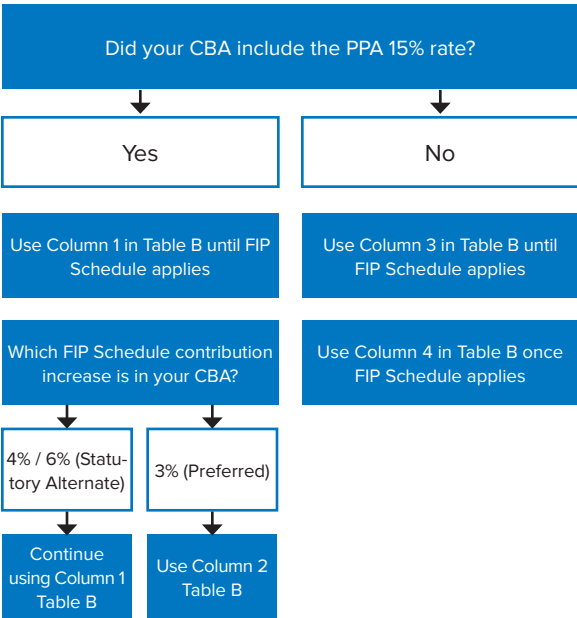 Did your CBA include the PPA 15% rate?
Yes
No
Use Column 1 in Table B until FIP
Schedule applies
Use Column 3 in Table B until
FIP Schedule applies
Which FIP Schedule contribution
increase is in your CBA?
Use Column 4 in Table B once
FIP Schedule applies
4% / 6% (Statu-
tory Alternate)
3% (Preferred)
Continue
using Column 1
Table B
Use Column 2
Table B